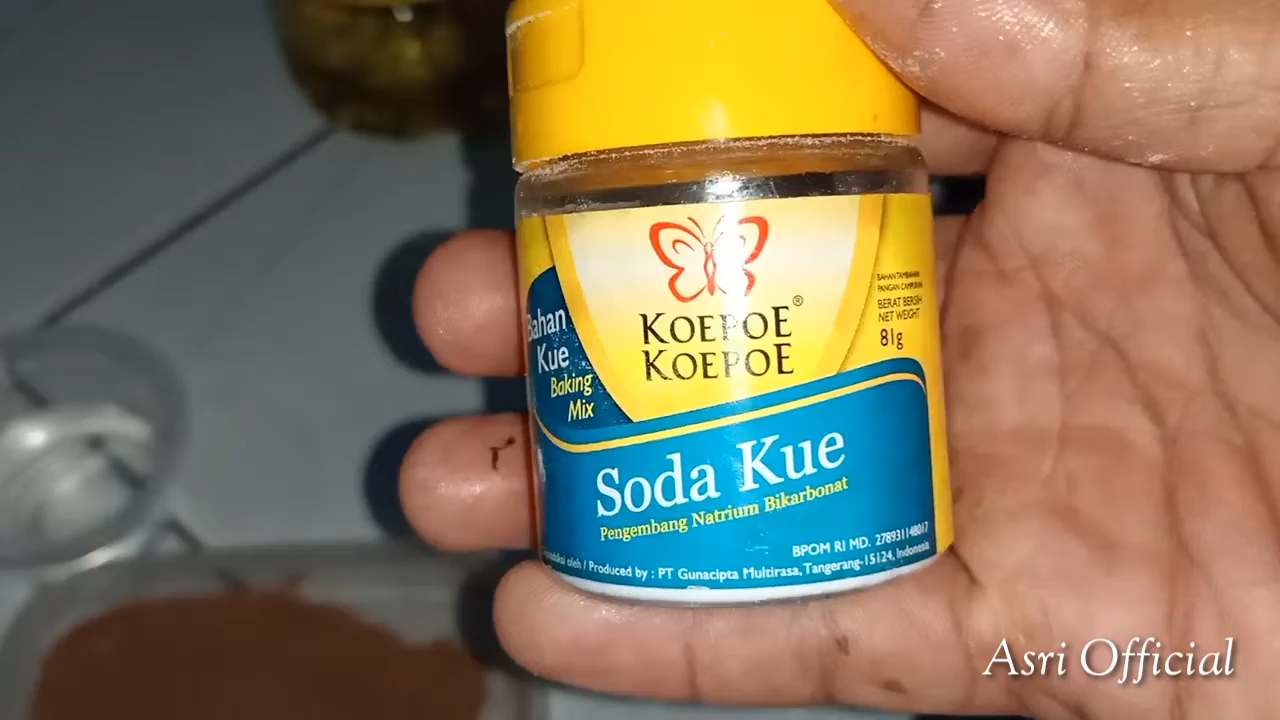 KOEPOE®
KOEPOE
Bahan
Kue
Baking
Mix
BAHAN TAMBAHAN
PANGAN CAMPURAN
BERAT BERSIH
NET WEIGHT
81g
Soda Kue
Pengembang Natrium Bikarbonat
BPOM RI MD. 278931148017
oleh / Produced by : PT Gunacipta Multirasa, Tangerang-15124, Indonesia
Asri Official